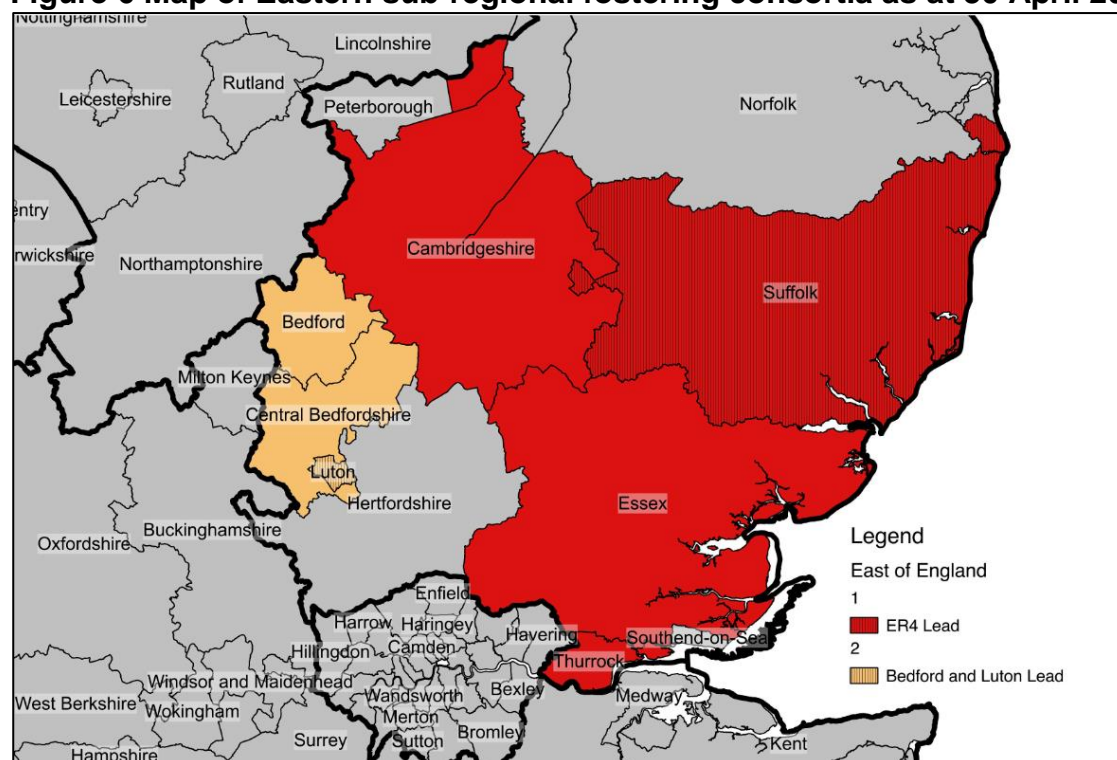 Lincolnshire
Rutland
Leicestershire
Peterborough
Norfolk
Cambridgeshire
Northamptonshire
Suffolk
Bedford
Milton Keynes
Central Bedfordshire
Luton
Hertfordshire
Essex
Buckinghamshire
Oxfordshire
Legend
East of England
1
ER4 Lead
2
Bedford and Luton Lead
Enfield
Harrow
Haringey
Havering
Southend-on-Sea
Hillingdon
Camden
Thurrock
Windsor and Maidenhead
Wandsworth
Bexley
Medway
West Berkshire
Wokingham
Merton
Bromley
Surrey
Sutton
Kent
Hampshire